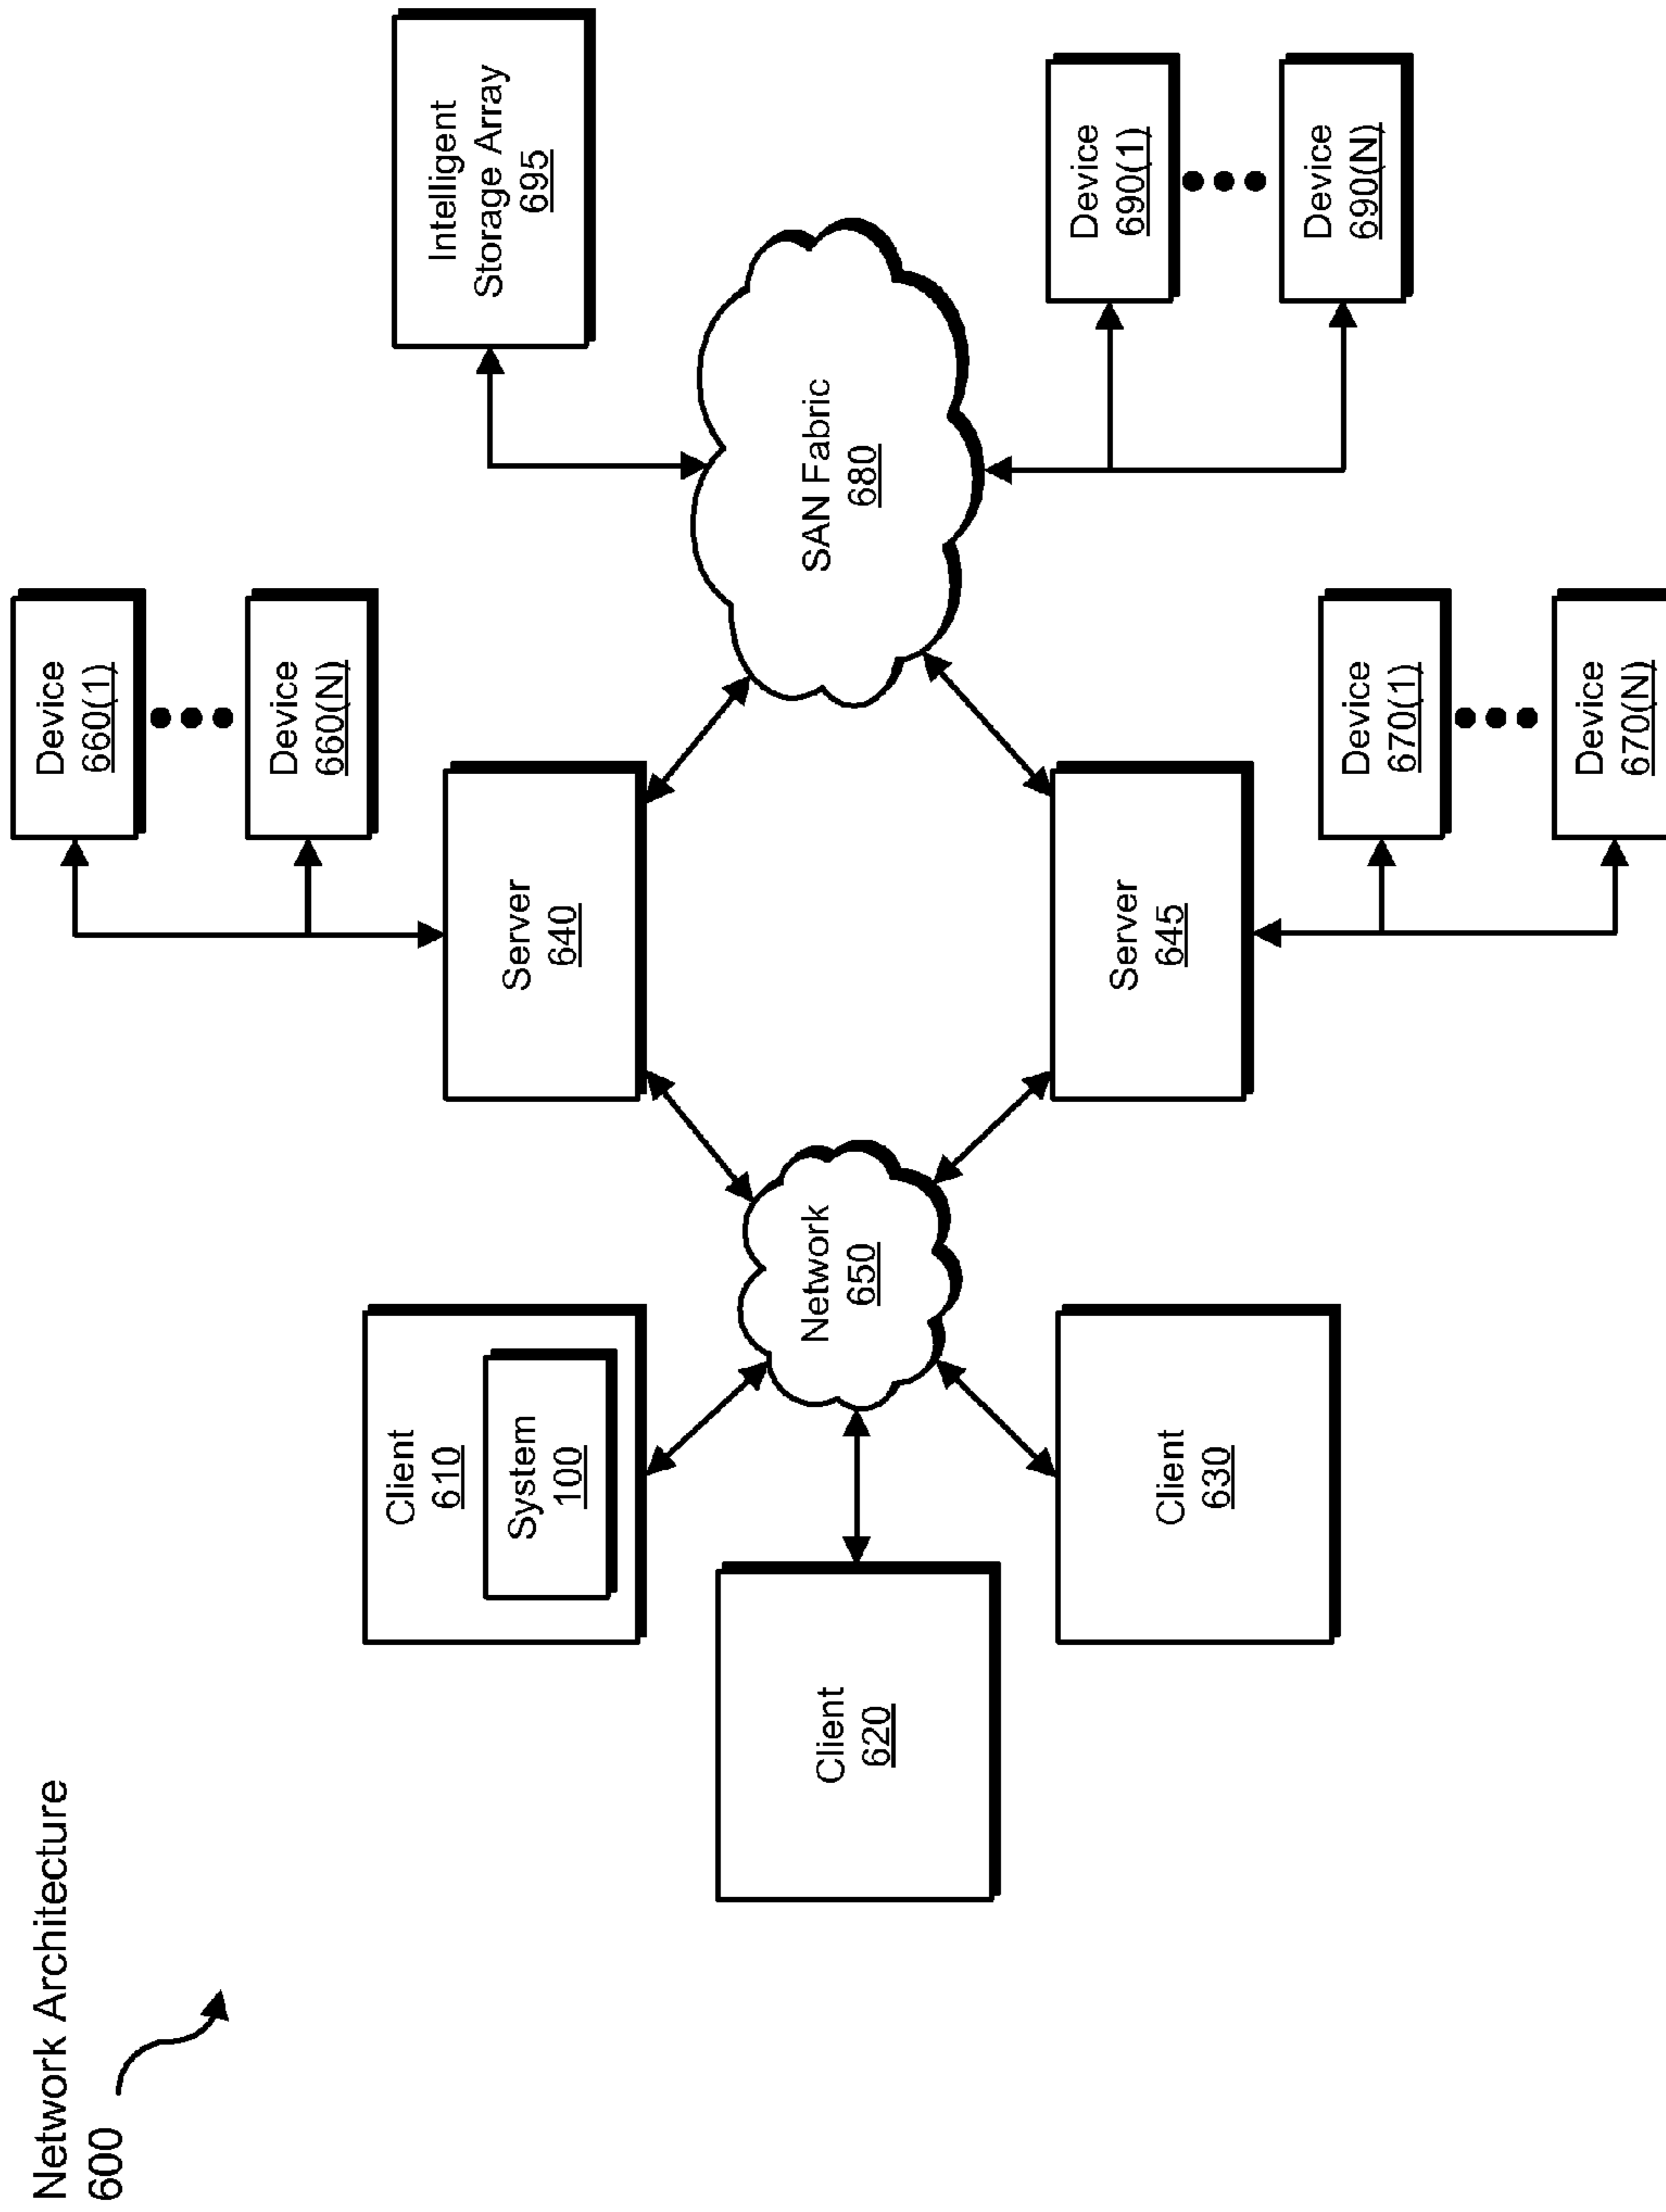 Network Architecture
600
Client
610
System
100
Client
620
Client
630
Network
650
Server
640
Server
645
Device
660(1)
Device
660(N)
Device
670(1)
Device
670(N)
SAN Fabric
680
Intelligent
Storage Array
695
Device
690(1)
Device
690(N)